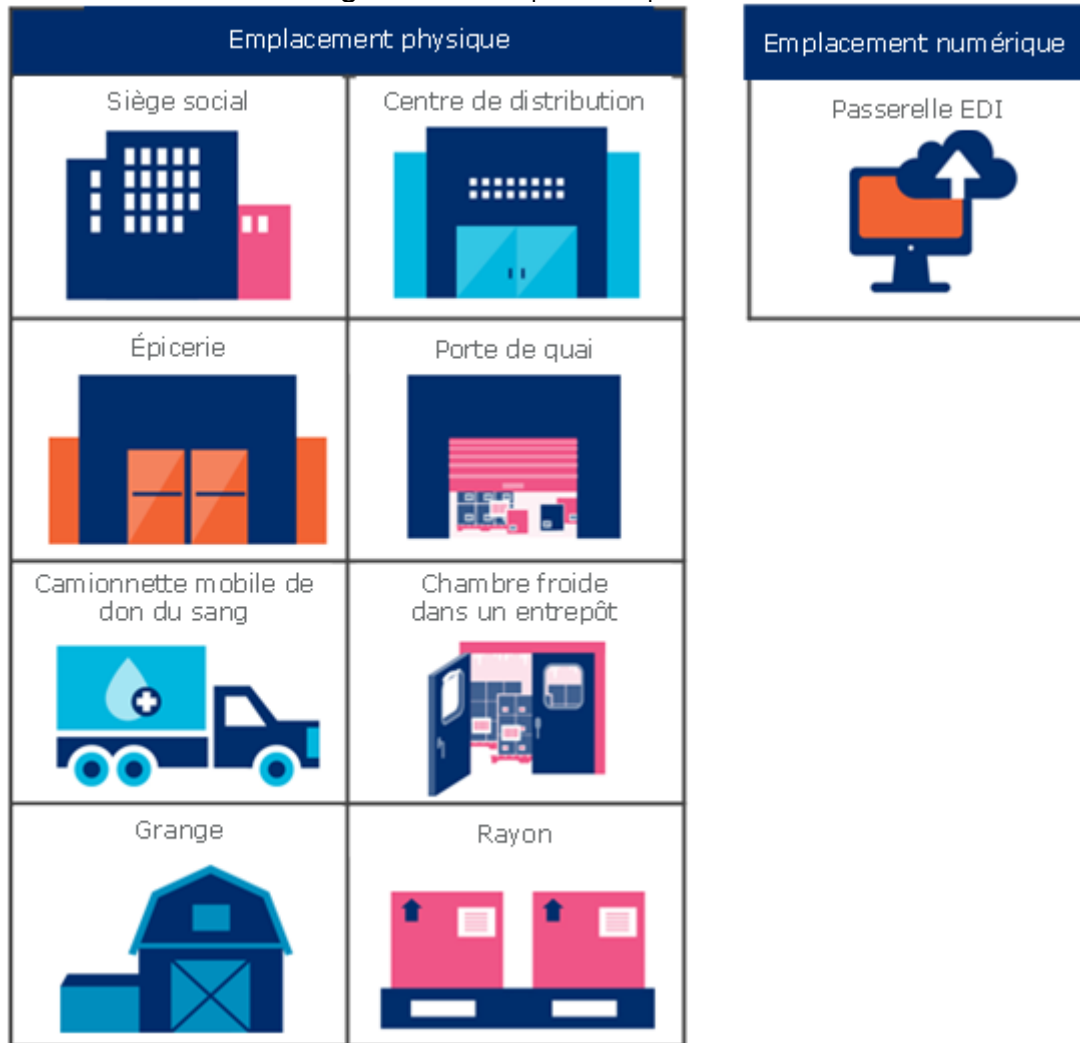 Emplacement physique
Emplacement numérique
Siège social
Centre de distribution
Passerelle EDI
Épicerie
Porte de quai
Camionnette mobile de
don du sang
Chambre froide
dans un entrepôt
Grange
Rayon